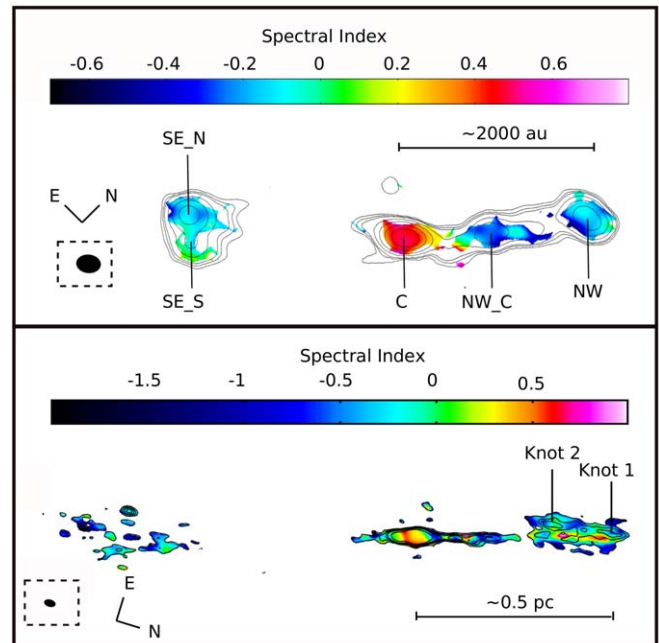 Spectral Index
-0.6 -0.4 -0.2 0 0.2 0.4 0.6
SE_N
~2000 au
E N
SE_S
C NW_C NW
Spectral Index
-1.5 -1 -0.5 0 0.5
Knot 2
Knot 1
E
N
~0.5 pc